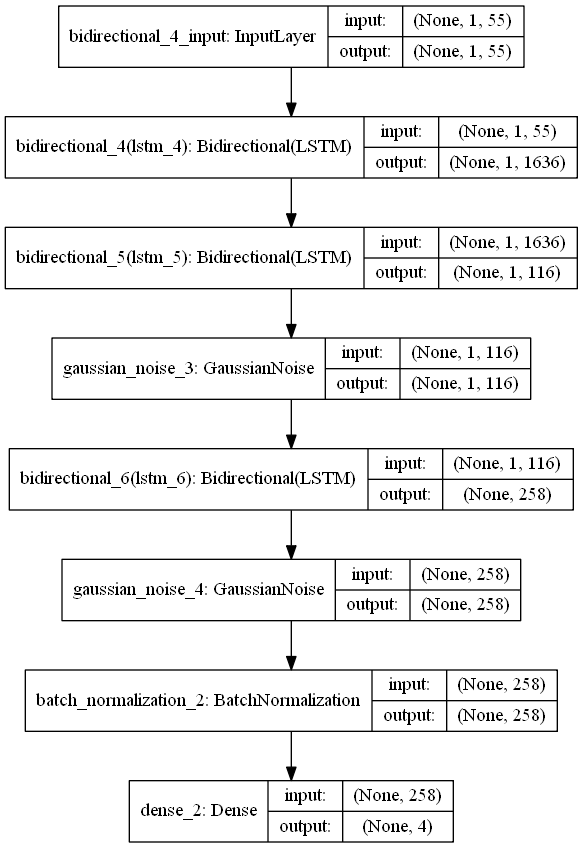 bidirectional_4_input: InputLayer
input: (None, 1, 55)
output: (None, 1, 55)
bidirectional_4(lstm_4): Bidirectional(LSTM)
input: (None, 1, 55)
output: (None, 1, 1636)
bidirectional_5(lstm_5): Bidirectional(LSTM)
input: (None, 1, 1636)
output: (None, 1, 116)
gaussian_noise_3: GaussianNoise
input: (None, 1, 116)
output: (None, 1, 116)
bidirectional_6(lstm_6): Bidirectional(LSTM)
input: (None, 1, 116)
output: (None, 258)
gaussian_noise_4: GaussianNoise
input: (None, 258)
output: (None, 258)
batch_normalization_2: BatchNormalization
input: (None, 258)
output: (None, 258)
dense_2: Dense
input: (None, 258)
output: (None, 4)